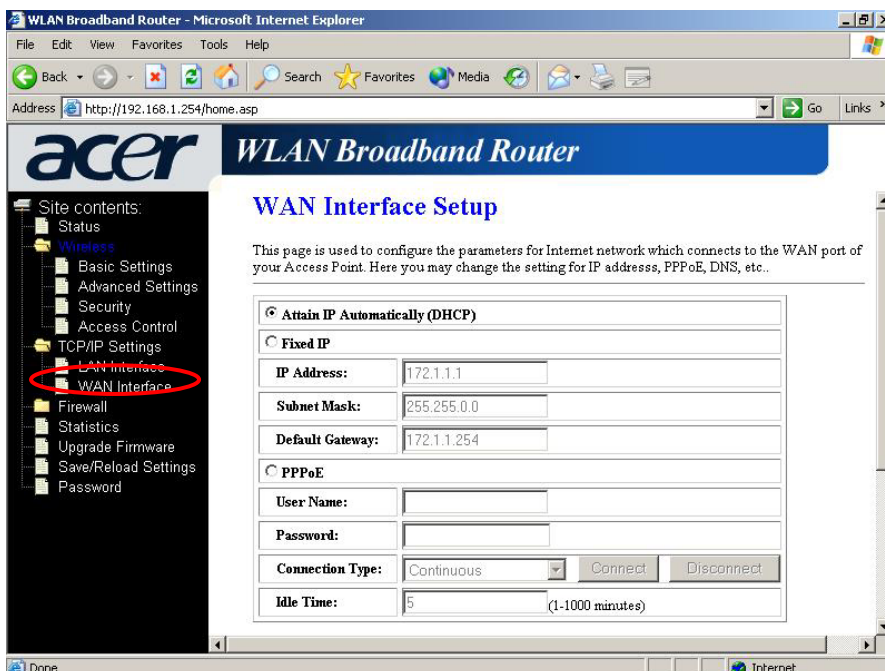 WLAN Broadband Router - Microsoft Internet Explorer
File Edit View Favorites Tools Help
Back Search Favorites Media
Address http://192.168.1.254/home.asp Go Links
acer WLAN Broadband Router
Site contents:
Status
Wireless
Basic Settings
Advanced Settings
Security
Access Control
TCP/IP Settings
LAN Interface
WAN Interface
Firewall
Statistics
Upgrade Firmware
Save/Reload Settings
Password
WAN Interface Setup
This page is used to configure the parameters for Internet network which connects to the WAN port of
your Access Point. Here you may change the setting for IP addresss, PPPoE, DNS, etc..
Attain IP Automatically (DHCP)
Fixed IP
IP Address: 172.1.1.1
Subnet Mask: 255.255.0.0
Default Gateway: 172.1.1.254
PPPoE
User Name:
Password:
Connection Type: Continuous Connect Disconnect
Idle Time: 5 (1-1000 minutes)
Done Internet